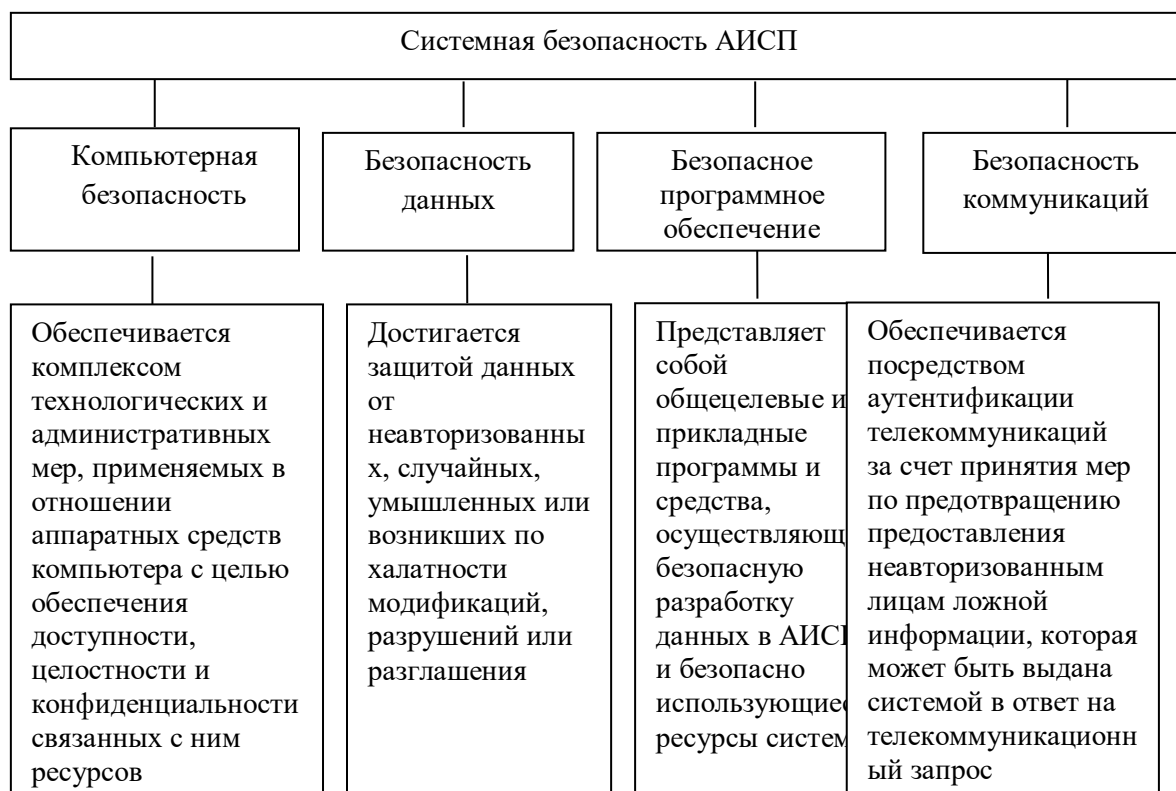 Системная безопасность АИСП
Компьютерная
безопасность
Безопасность
данных
Безопасное
программное
обеспечение
Безопасность
коммуникаций
Обеспечивается
комплексом
технологических и
административных
мер, применяемых в
отношении
аппаратных средств
компьютера с целью
обеспечения
доступности,
целостности и
конфиденциальности
связанных с ним
ресурсов
Достигается
защитой данных
от
неавторизованны
х, случайных,
умышленных или
возникших по
халатности
модификаций,
разрушений или
разглашения
Представляет
собой
общецелевые и
прикладные
программы и
средства,
осуществляющ
безопасную
разработку
данных в АИСП
и безопасно
использующие
ресурсы систем
Обеспечивается
посредством
аутентификации
телекоммуникаций
за счет принятия мер
по предотвращению
предоставления
неавторизованным
лицам ложной
информации, которая
может быть выдана
системой в ответ на
телекоммуникационн
ый запрос